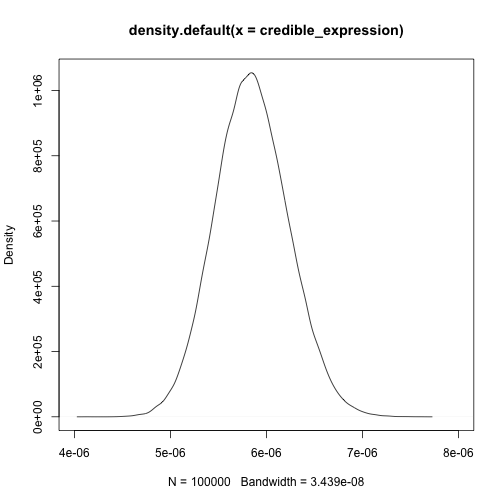 density.default(x = credible_expression)
Density
1e+06
8e+05
6e+05
4e+05
2e+05
0e+00
4e-06 5e-06 6e-06 7e-06 8e-06
N = 100000 Bandwidth = 3.439e-08